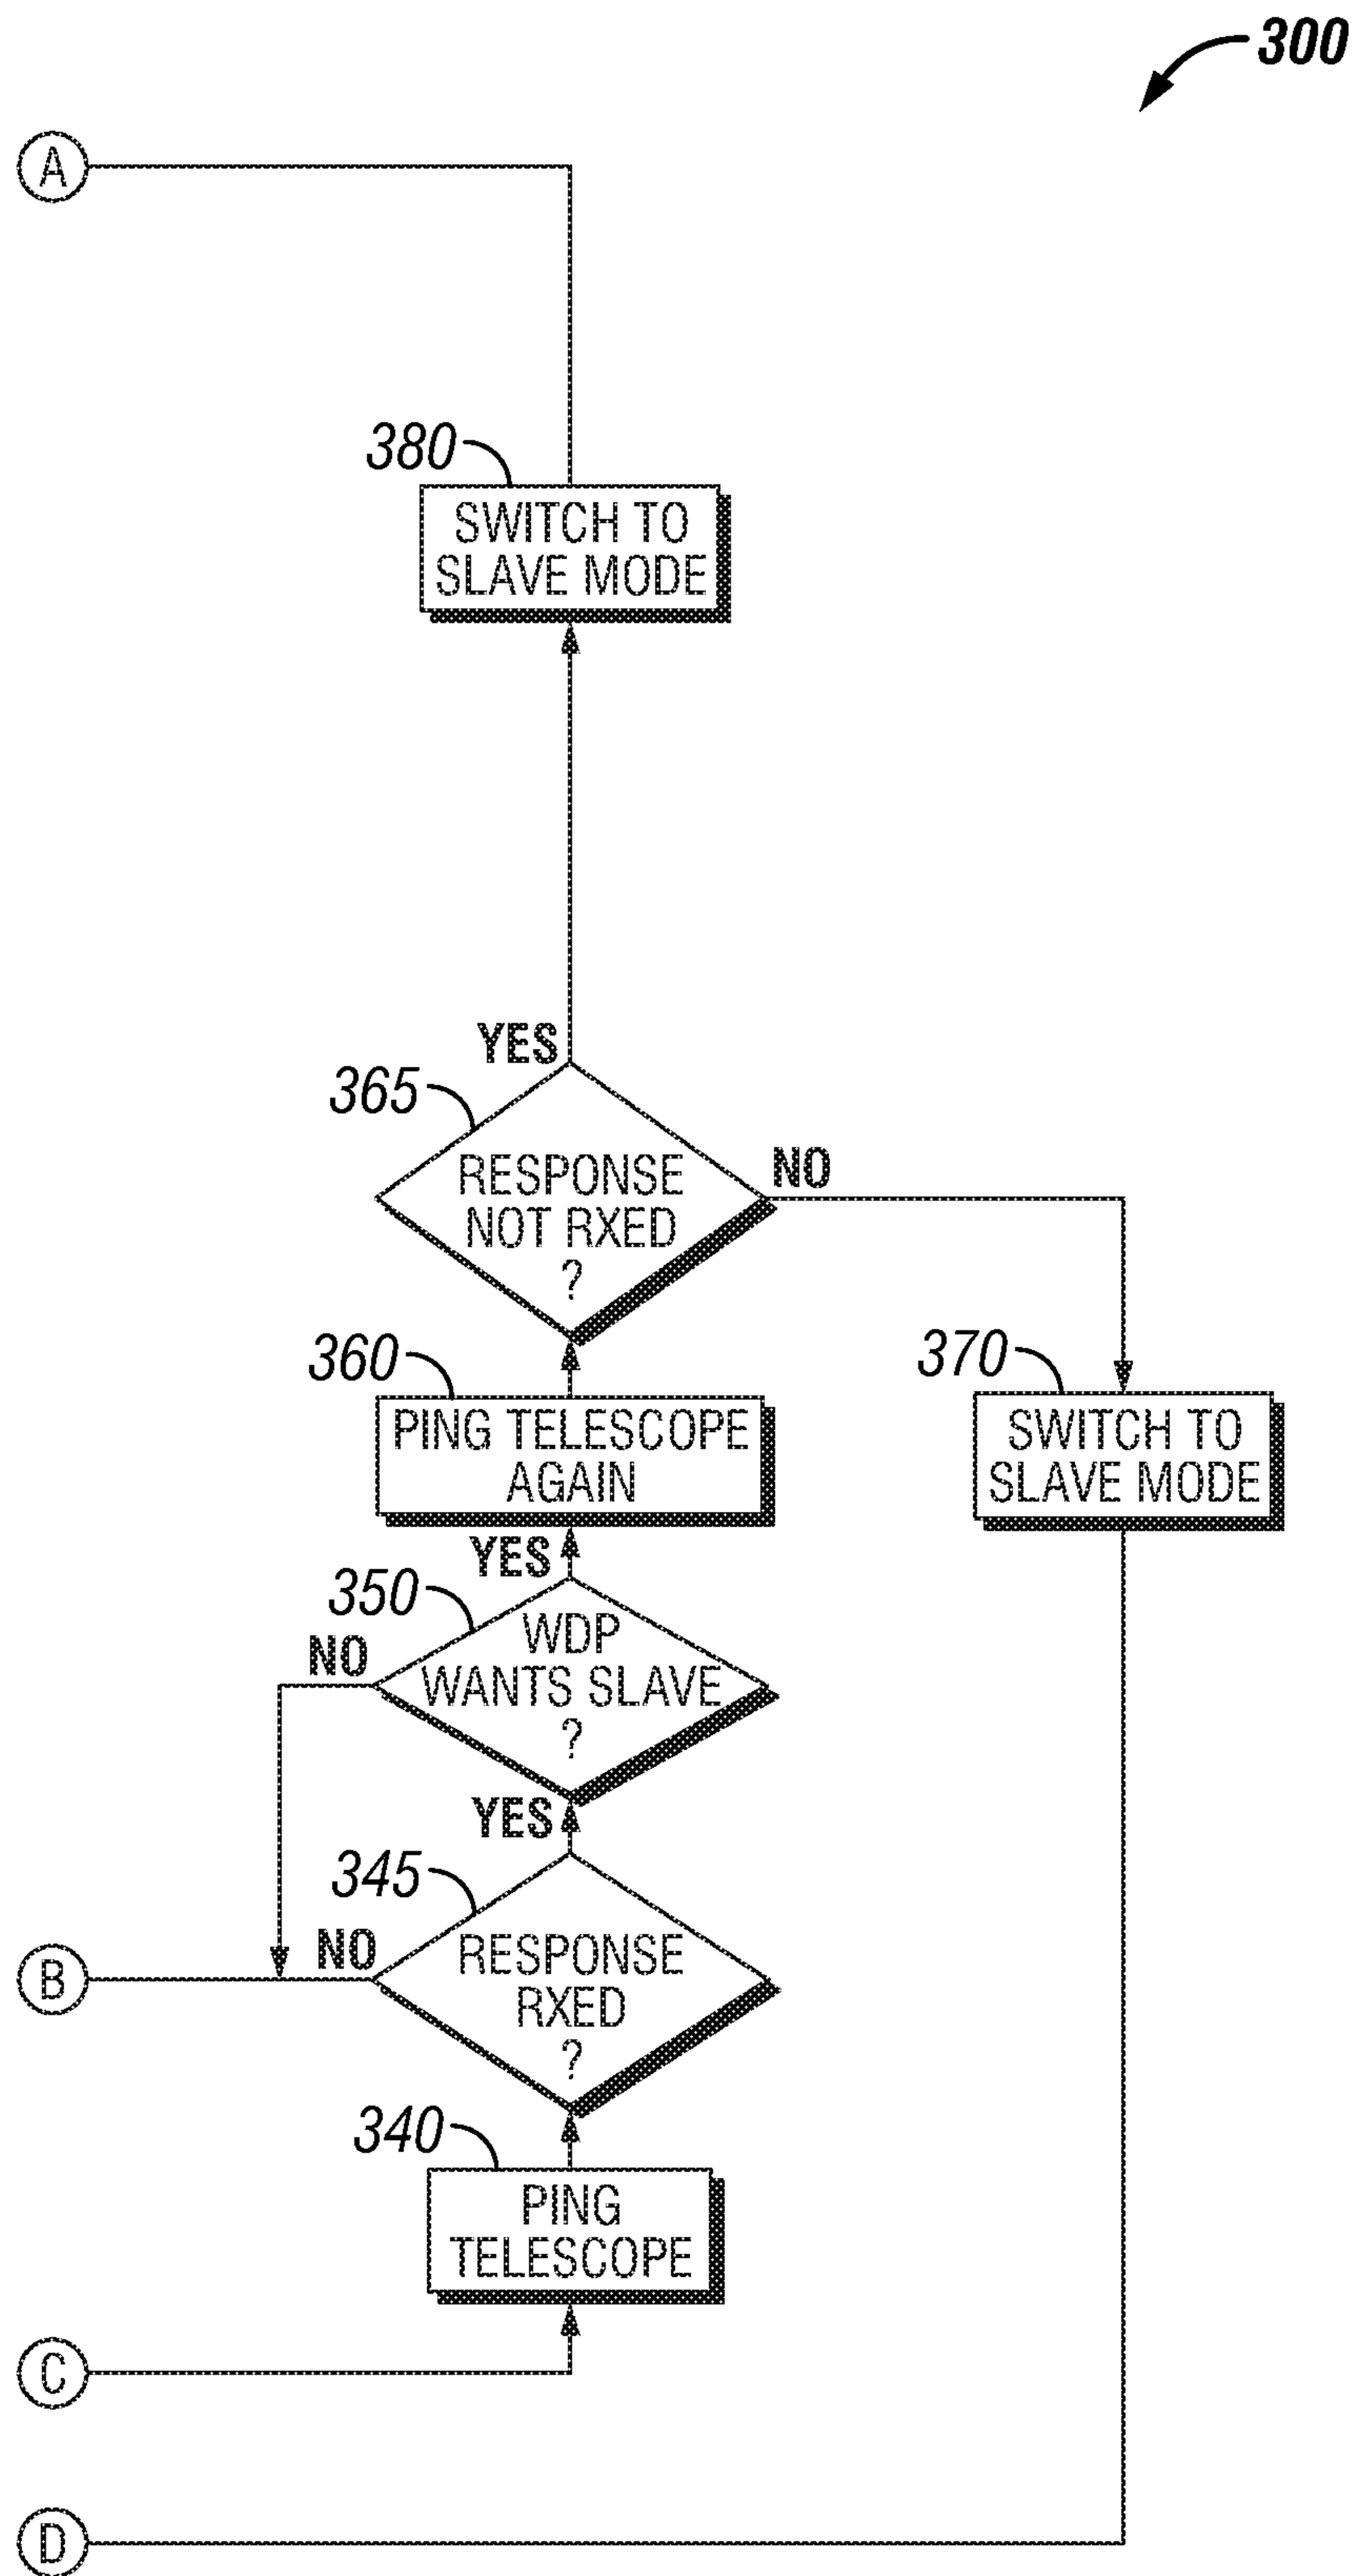 300
A
380
SWITCH TO
SLAVE MODE
YES
365
RESPONSE
NOT RXED
?
NO
360
PING TELESCOPE
AGAIN
370
SWITCH TO
SLAVE MODE
YES
350
WDP
WANTS SLAVE
?
NO
YES
345
RESPONSE
RXED
?
NO
B
340
PING
TELESCOPE
C
D